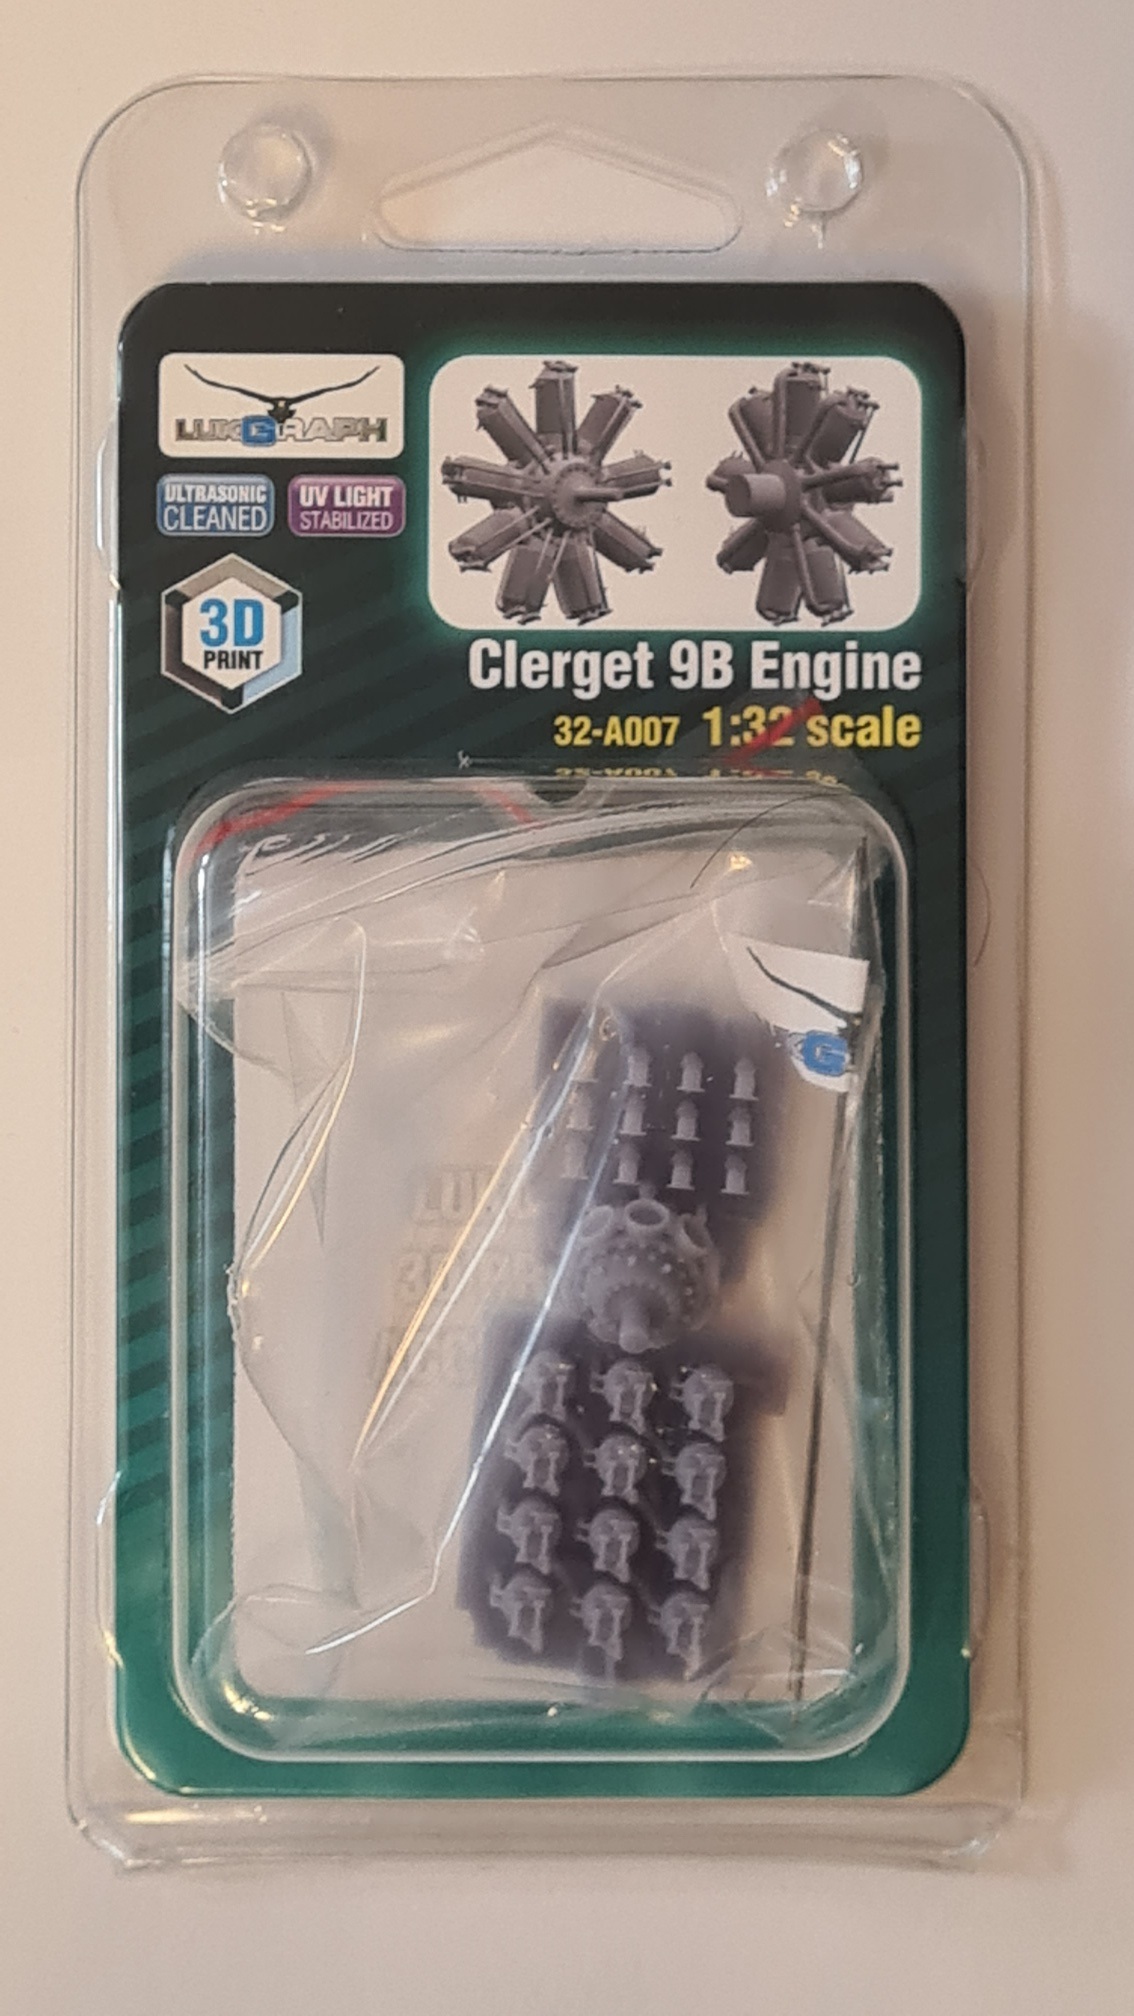 LUKGRAPH
ULTRASONIC
CLEANED
UV LIGHT
STABILIZED
3D
PRINT
Clerget 9B Engine
32-A007 1:32 scale
G